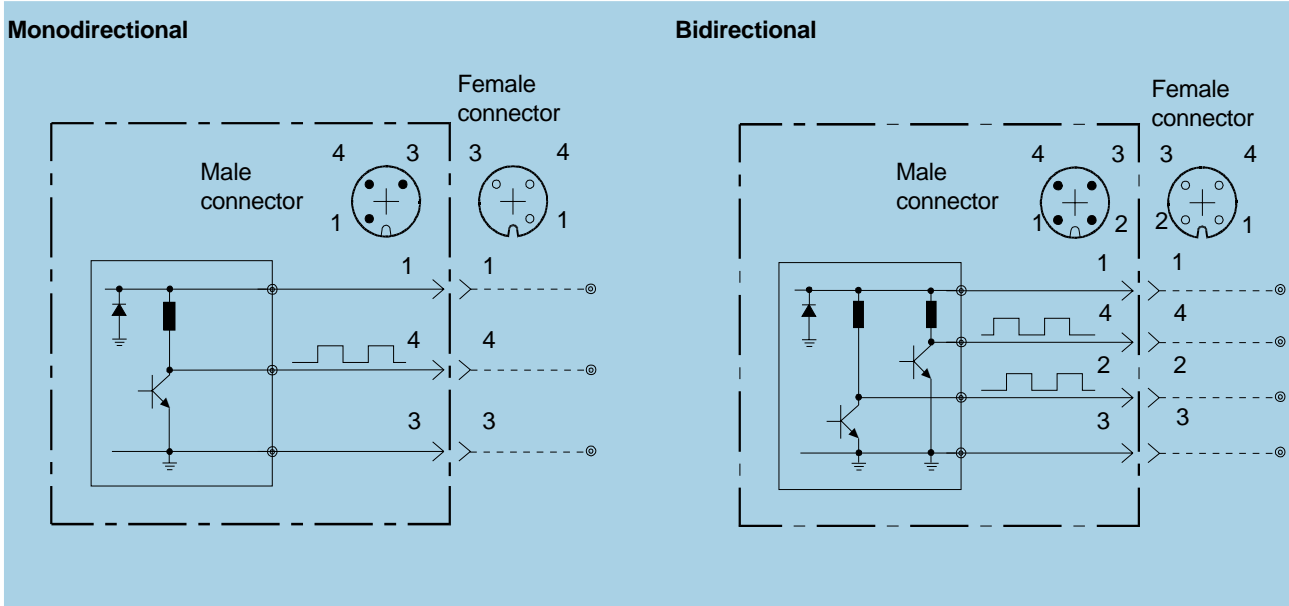 Monodirectional
Female
connector
Male
connector
4 3 3 4
1 1
1 1
4 4
3 3
Bidirectional
Female
connector
Male
connector
4 3 3 4
1 2 2 1
1 1
4 4
2 2
3 3